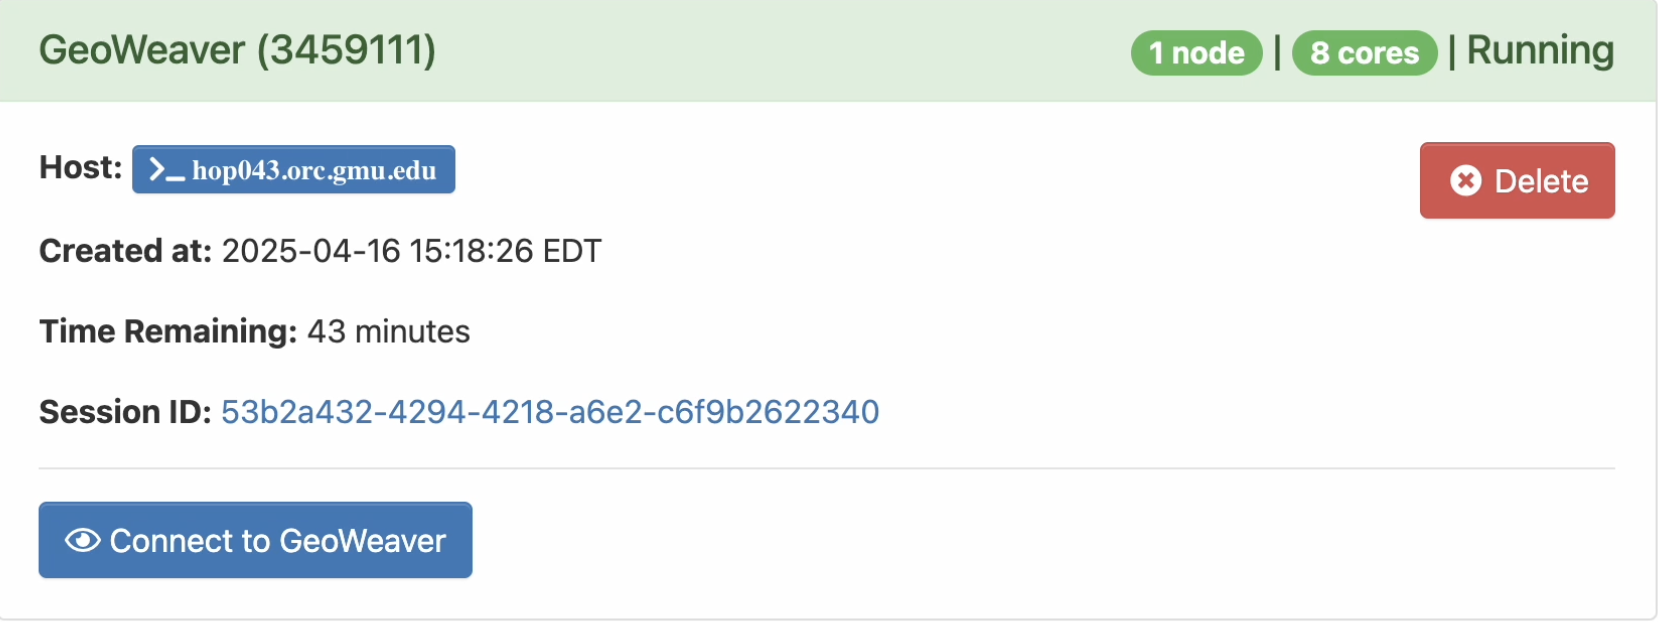 GeoWeaver (3459111) 1 node | 8 cores | Running
Host: >_ hop043.orc.gmu.edu
Delete
Created at: 2025-04-16 15:18:26 EDT
Time Remaining: 43 minutes
Session ID: 53b2a432-4294-4218-a6e2-c6f9b2622340
Connect to GeoWeaver